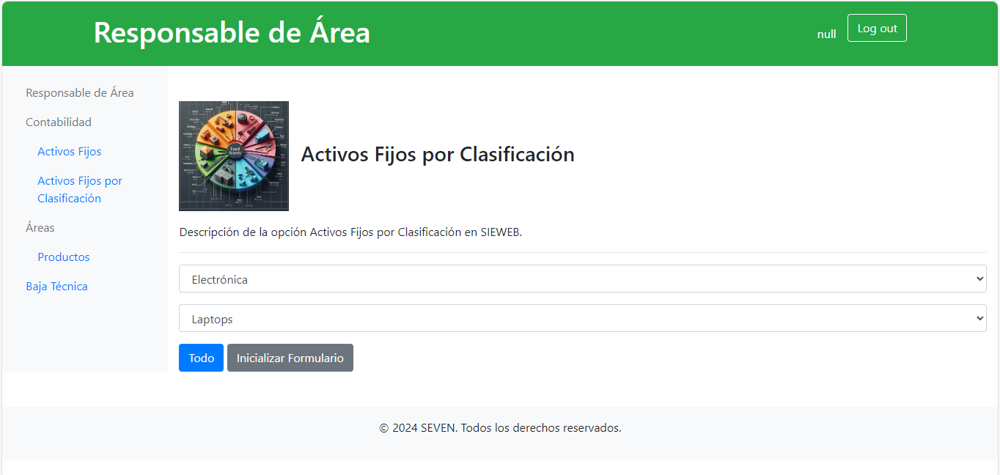 Responsable de Área
null
Log out
Responsable de Área
Contabilidad
Activos Fijos
Activos Fijos por
Clasificación
Áreas
Productos
Baja Técnica
Fixed
Assets
Activos Fijos por Clasificación
Descripción de la opción Activos Fijos por Clasificación en SIEWEB.
Electrónica
Laptops
Todo
Inicializar Formulario
© 2024 SEVEN. Todos los derechos reservados.